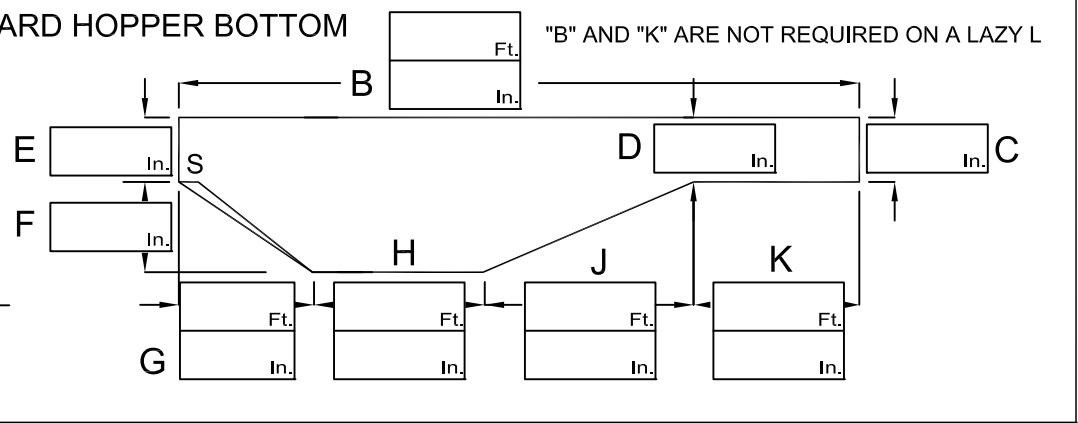 ARD HOPPER BOTTOM
"B" AND "K" ARE NOT REQUIRED ON A LAZY L
Ft.
B
In.
E
In.
S
D
In.
In.
C
F
In.
H
J
K
Ft.
Ft.
Ft.
Ft.
G
In.
In.
In.
In.